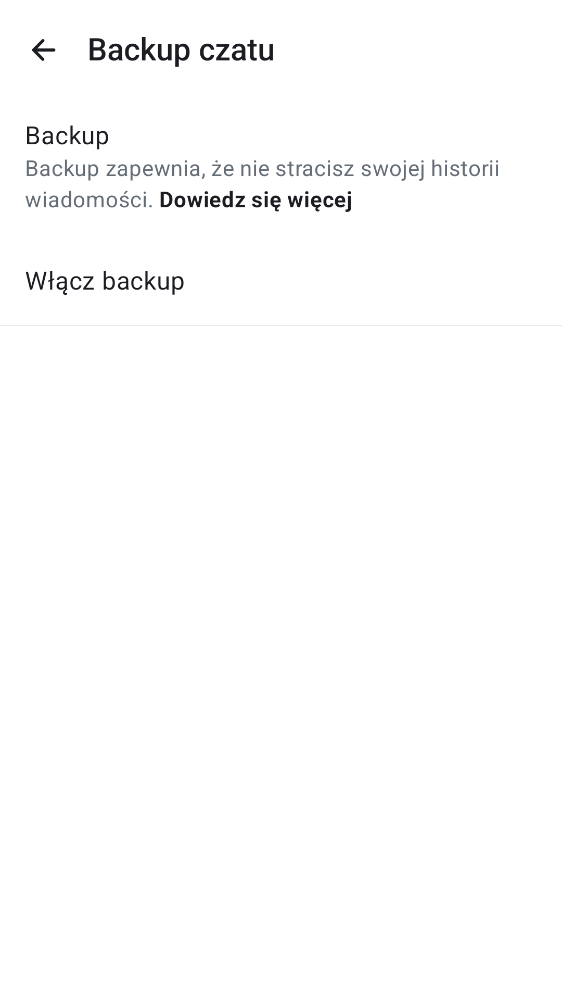 Backup czatu
Backup
Backup zapewnia, że nie stracisz swojej historii
wiadomości. Dowiedz się więcej
Włącz backup